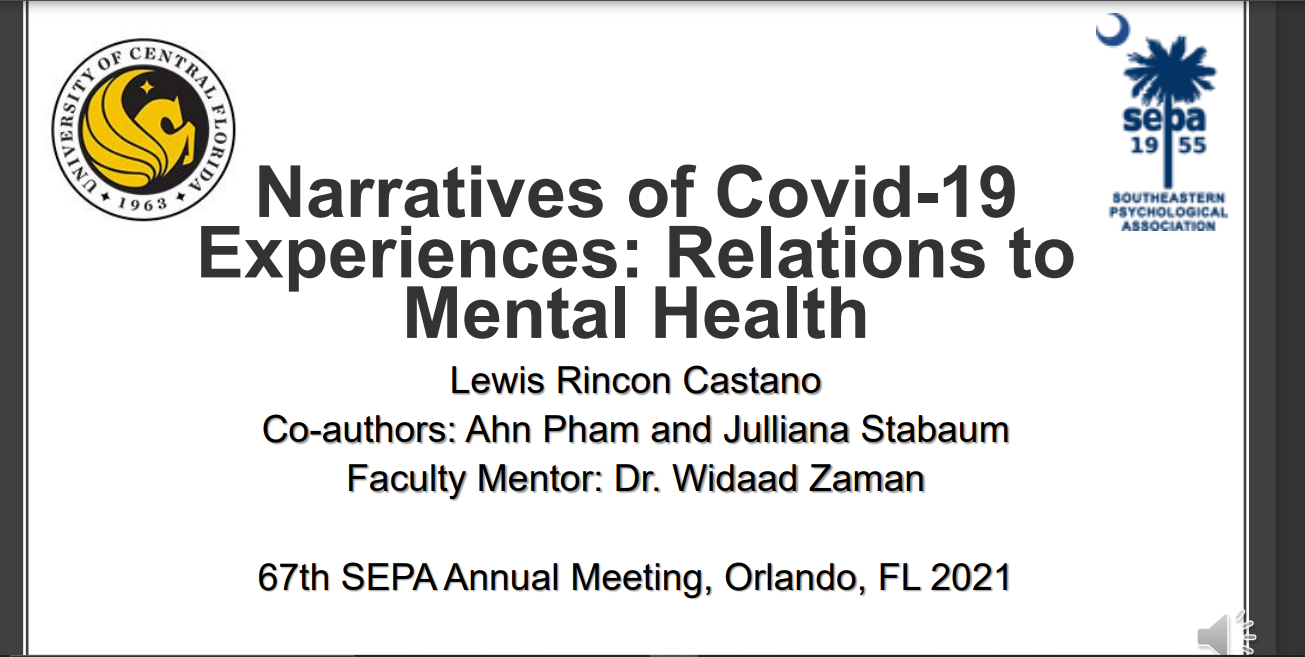 UNIVERSITY OF CENTRAL FLORIDA
1963
sepa
19 55
SOUTHEASTERN
PSYCHOLOGICAL
ASSOCIATION
Narratives of Covid-19
Experiences: Relations to
Mental Health
Lewis Rincon Castano
Co-authors: Ahn Pham and Julliana Stabaum
Faculty Mentor: Dr. Widaad Zaman
67th SEPA Annual Meeting, Orlando, FL 2021